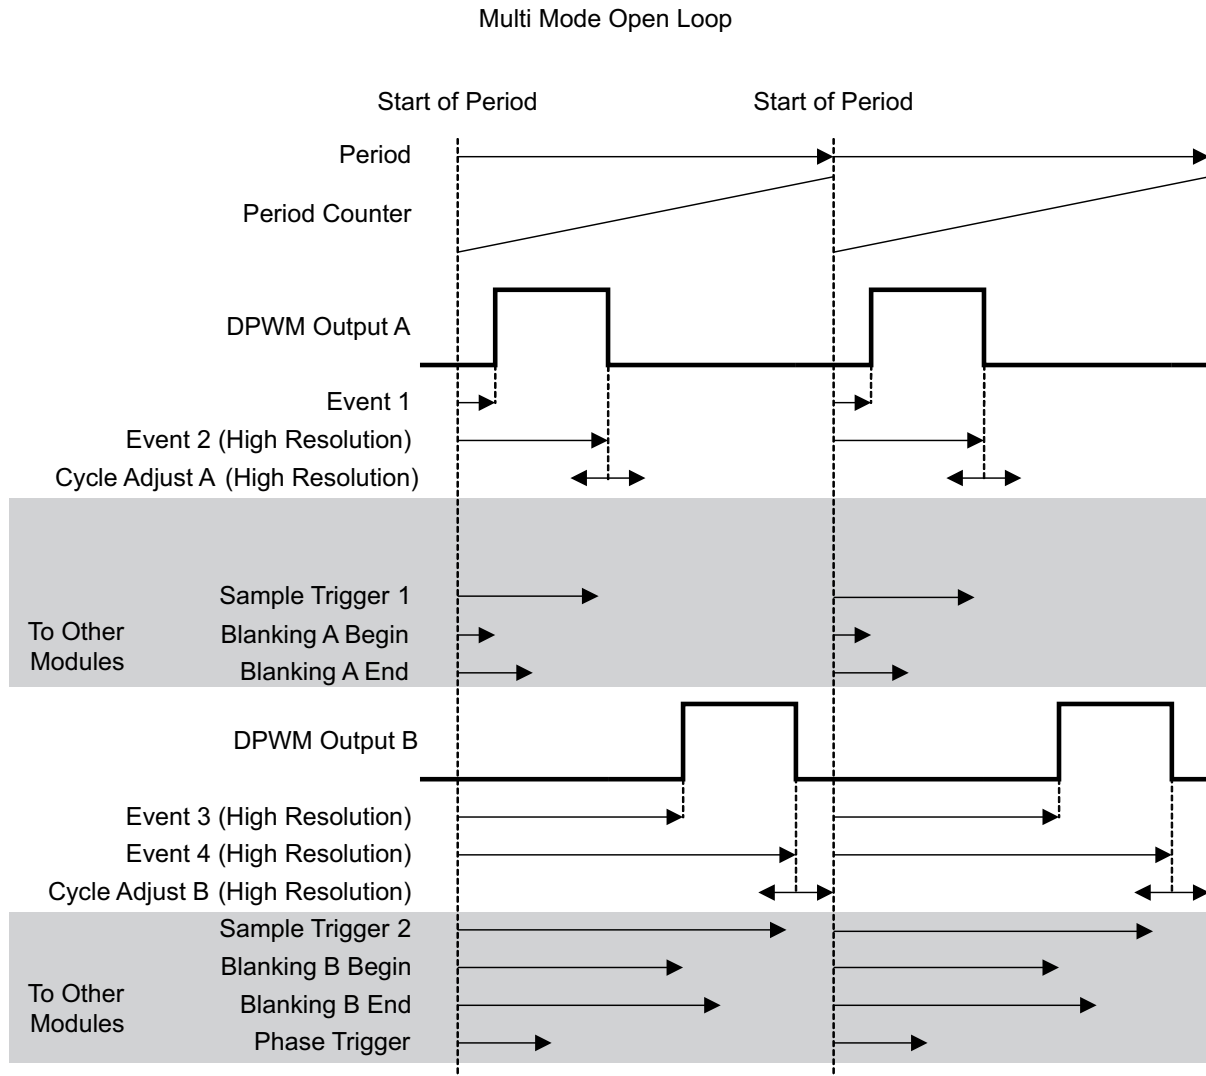 Multi Mode Open Loop
Start of Period
Start of Period
Period
Period Counter
DPWM Output A
Event 1
Event 2 (High Resolution)
Cycle Adjust A (High Resolution)
Sample Trigger 1
To Other
Modules
Blanking A Begin
Blanking A End
DPWM Output B
Event 3 (High Resolution)
Event 4 (High Resolution)
Cycle Adjust B (High Resolution)
Sample Trigger 2
Blanking B Begin
To Other
Modules
Blanking B End
Phase Trigger